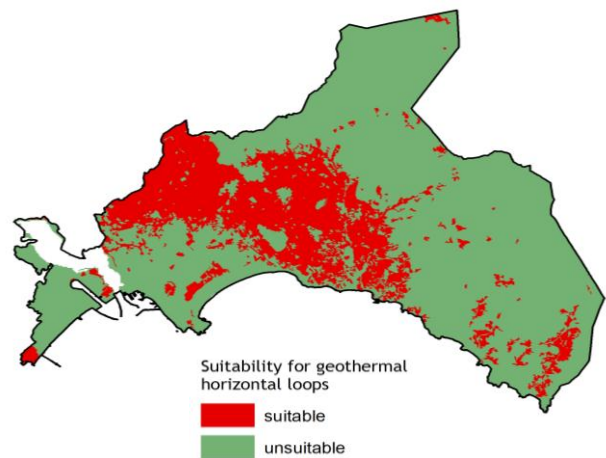 Suitability for geothermal
horizontal loops
suitable
unsuitable